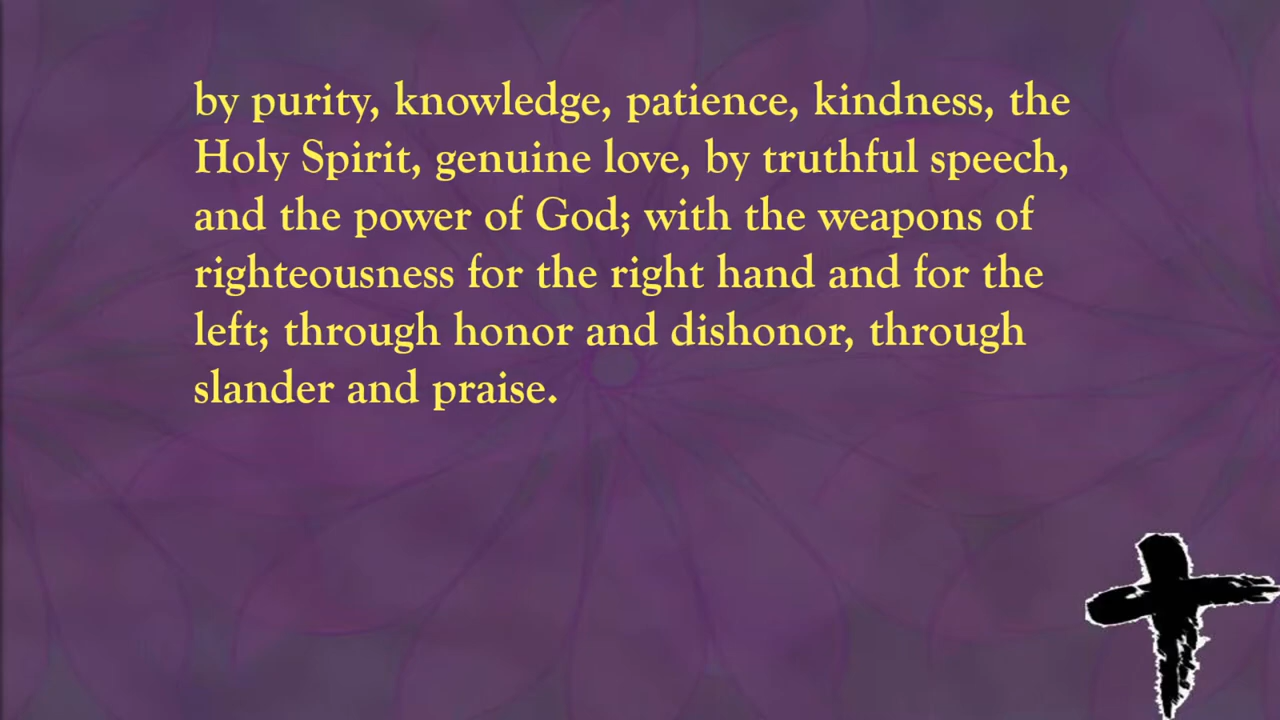 by purity, knowledge, patience, kindness, the
Holy Spirit, genuine love, by truthful speech,
and the power of God; with the weapons of
righteousness for the right hand and for the
left; through honor and dishonor, through
slander and praise.